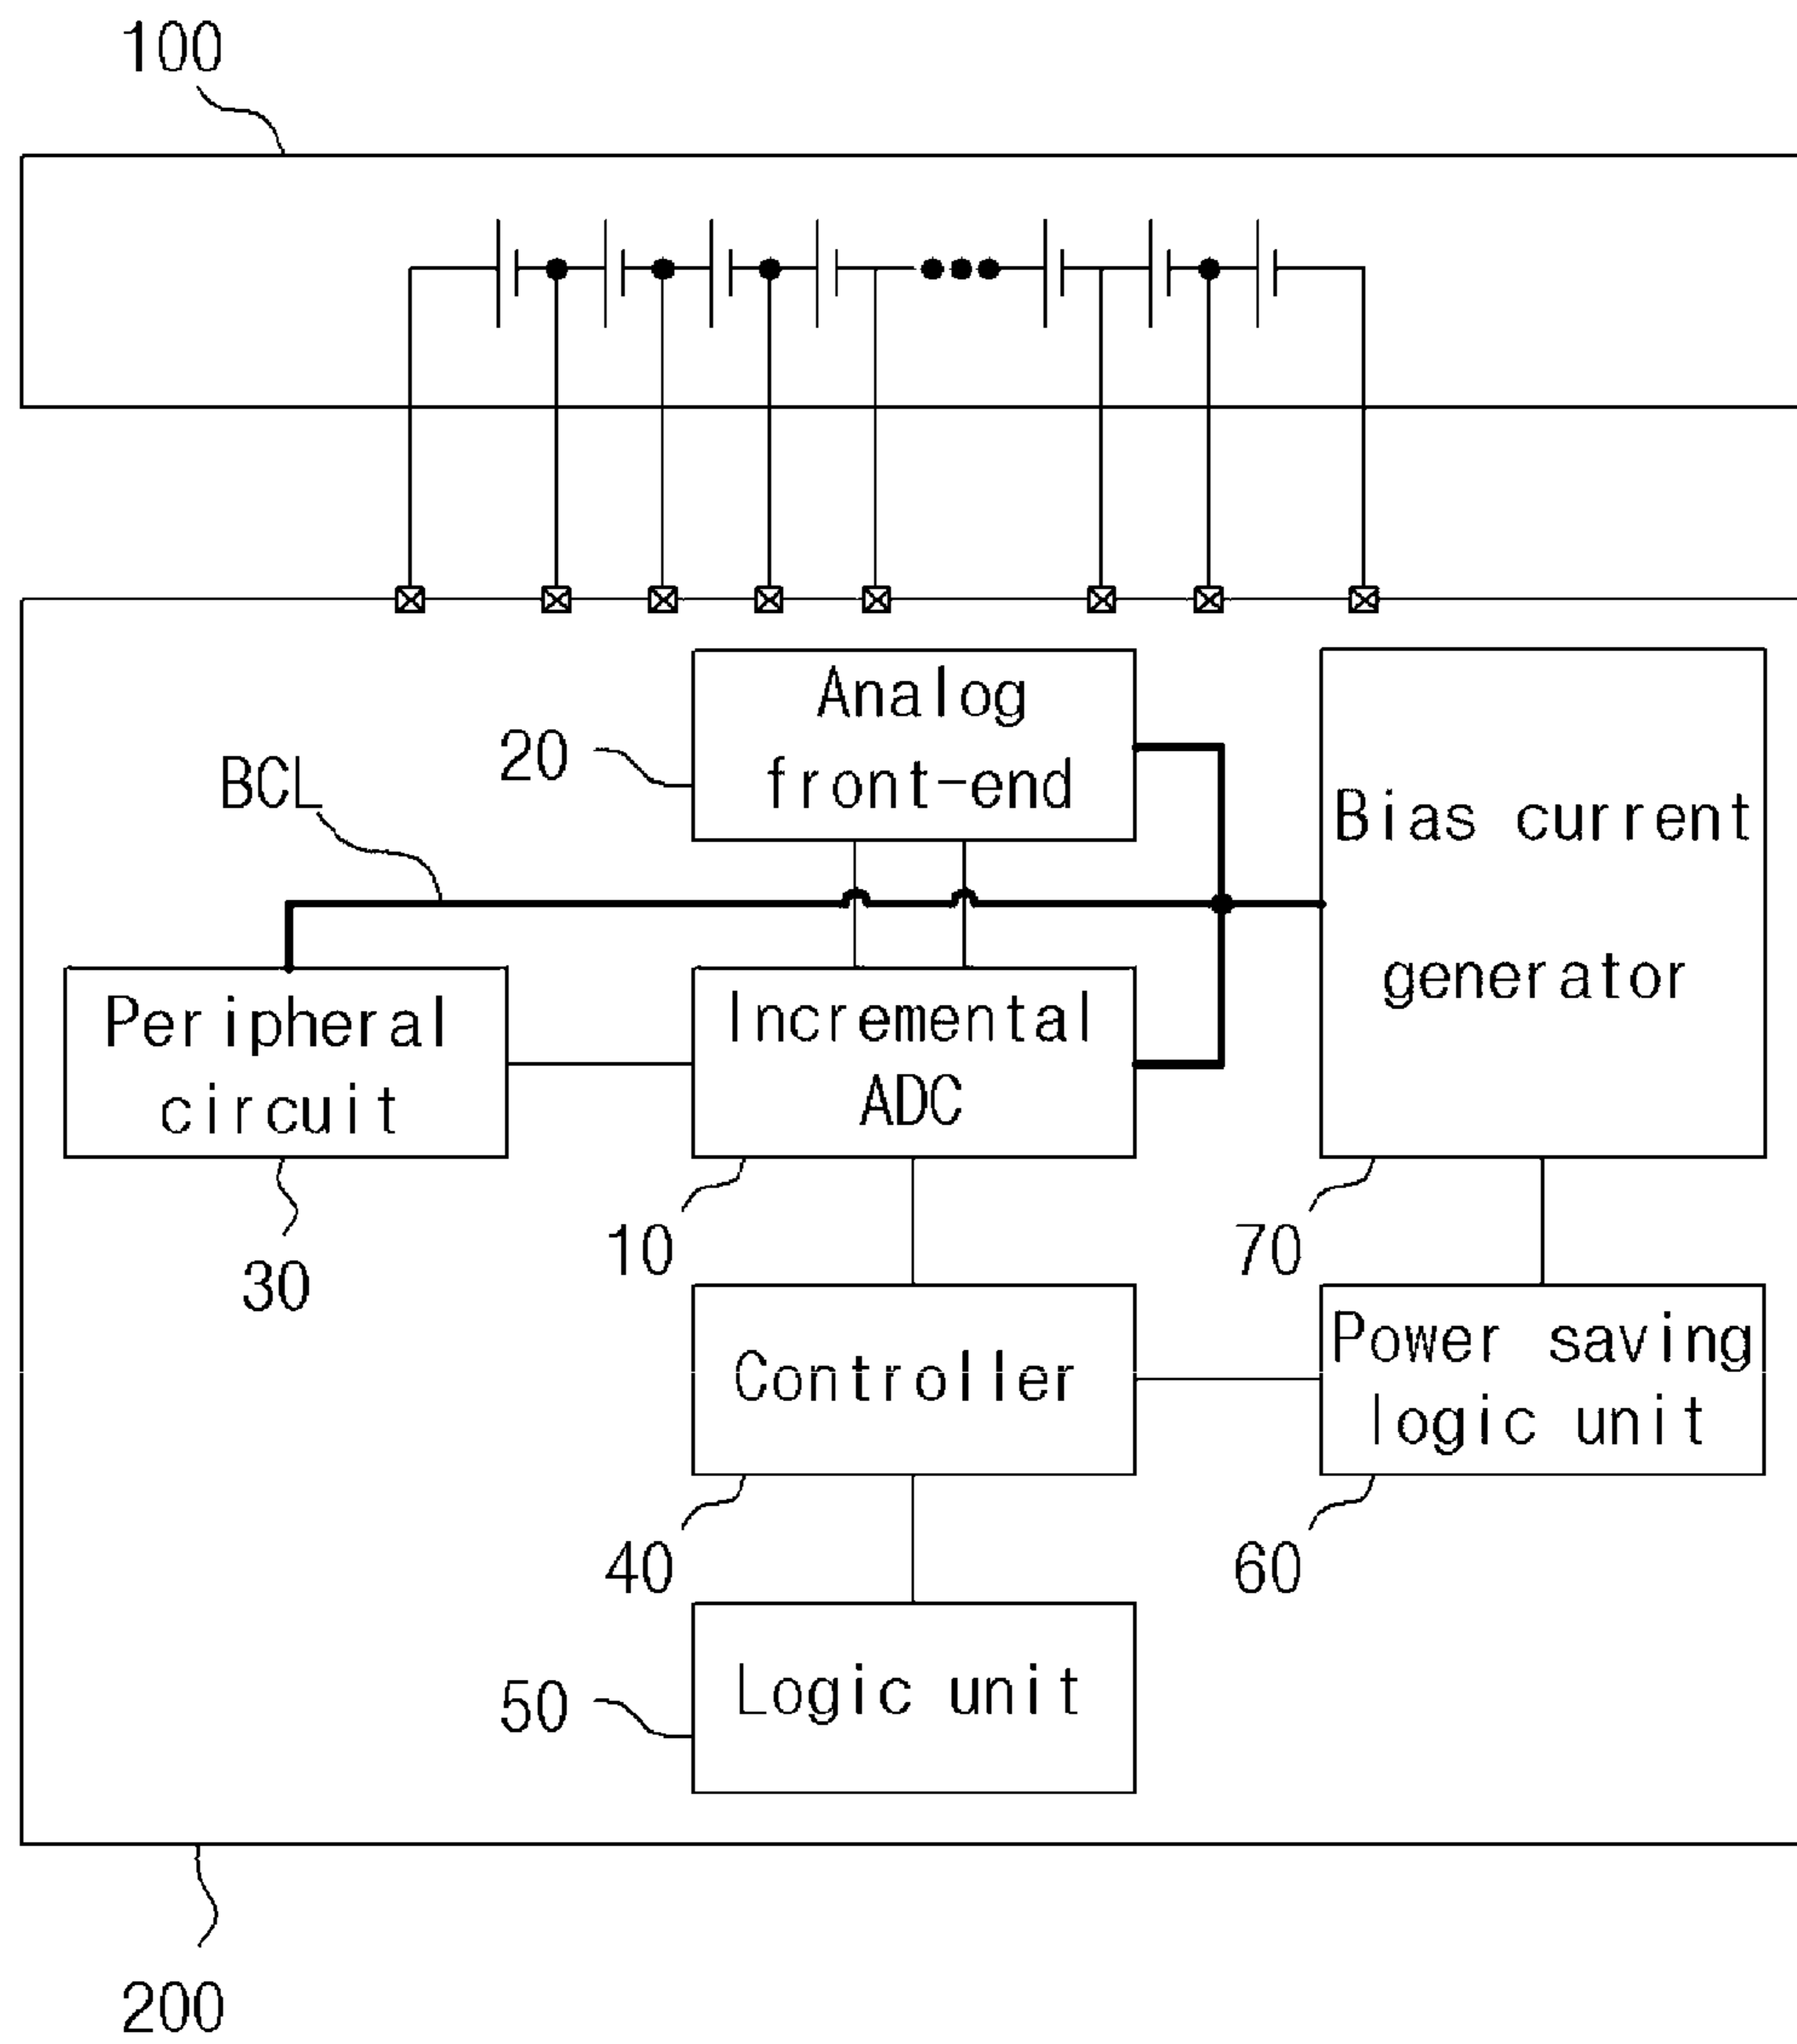 100
Analog
front-end
20
BCL
Bias current
generator
Peripheral
circuit
Incremental
ADC
30
10
70
Controller
Power saving
logic unit
40
60
Logic unit
50
200